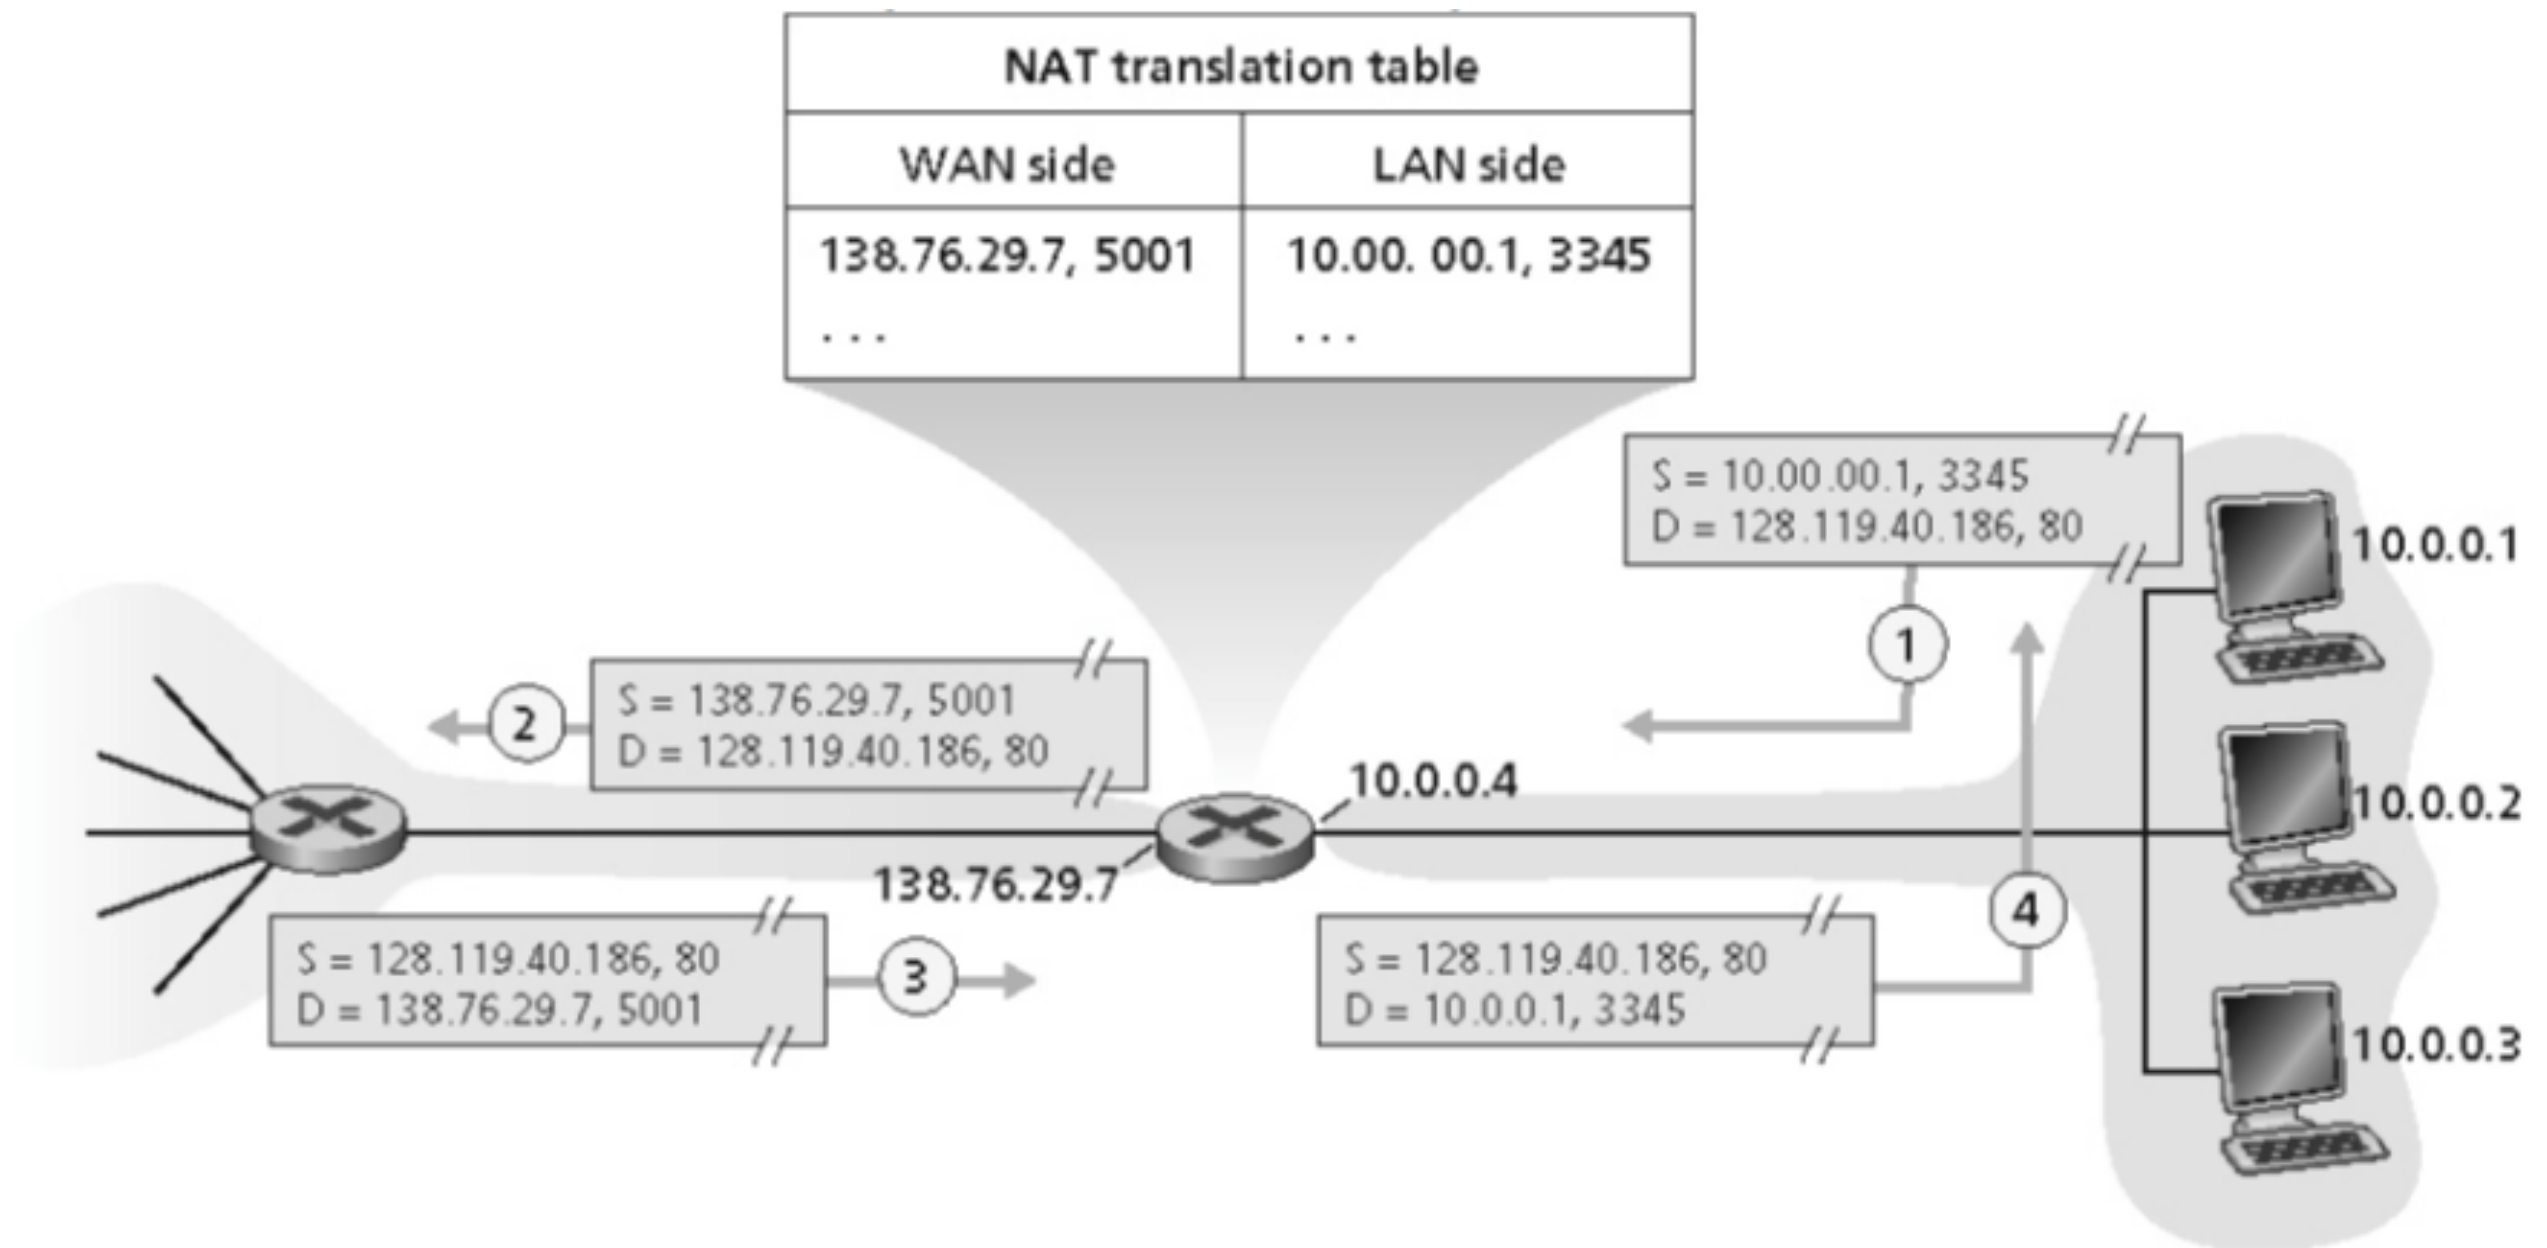 NAT translation table
WAN side LAN side
138.76.29.7, 5001 10.00. 00.1, 3345
. . . . . .
S = 10.00.00.1, 3345
D = 128.119.40.186, 80
10.0.0.1
1
2
S = 138.76.29.7, 5001
D = 128.119.40.186, 80
10.0.0.4
10.0.0.2
138.76.29.7
4
S = 128.119.40.186, 80
D = 138.76.29.7, 5001
3
S = 128.119.40.186, 80
D = 10.0.0.1, 3345
10.0.0.3